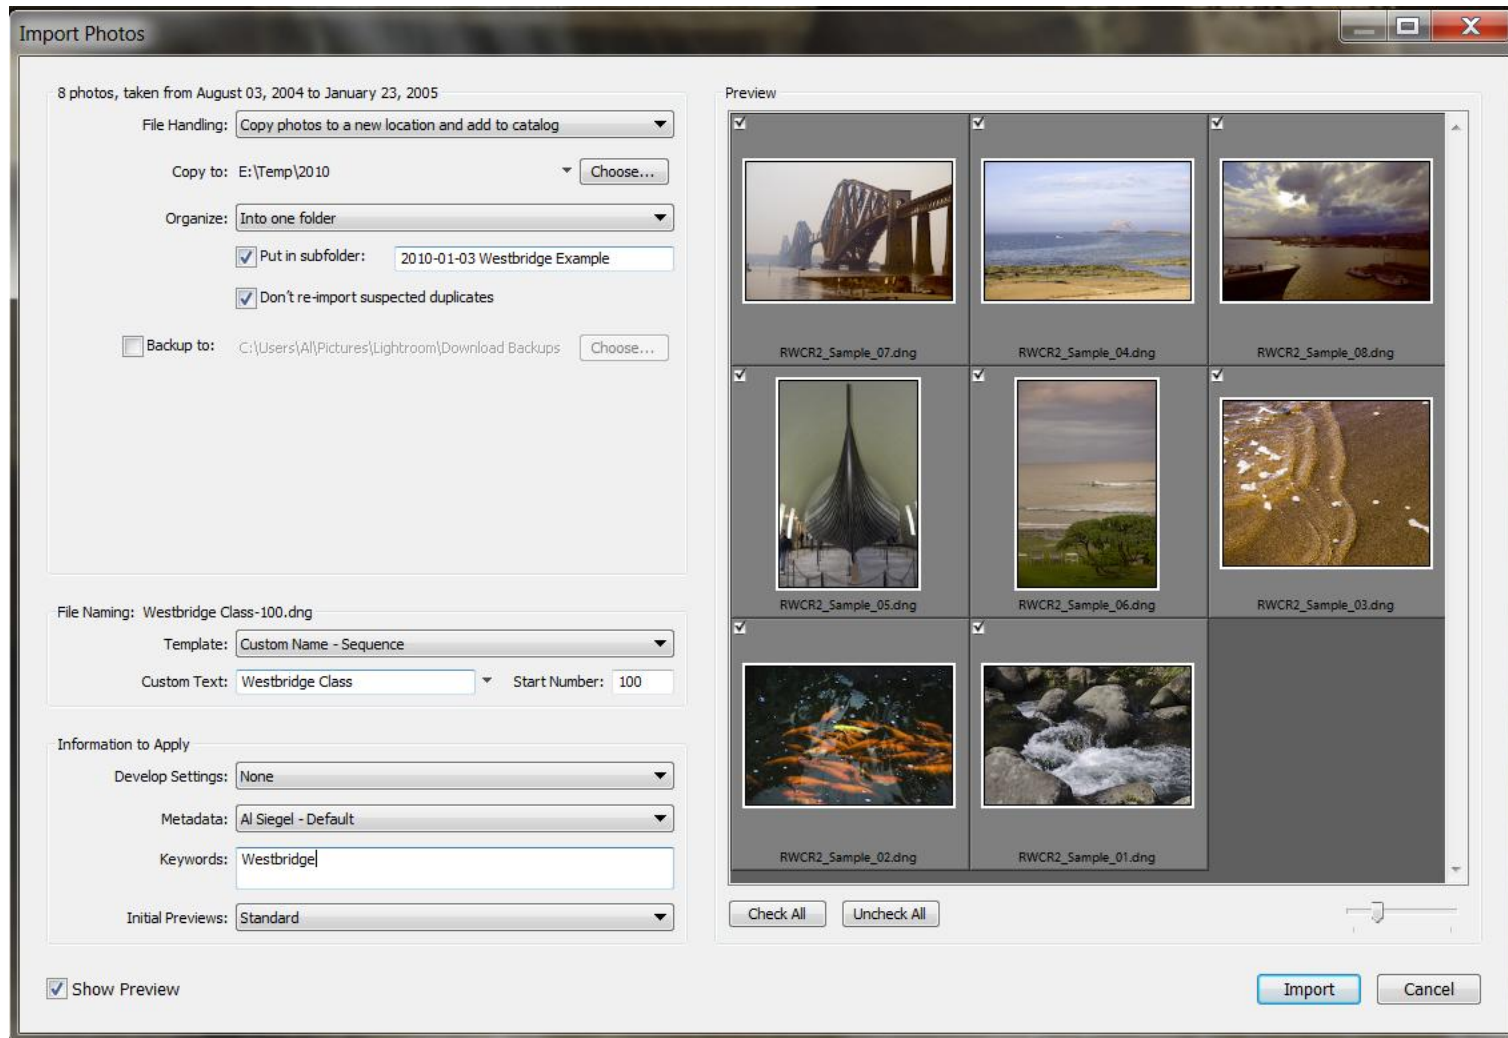 Import Photos
8 photos, taken from August 03, 2004 to January 23, 2005
File Handling: Copy photos to a new location and add to catalog
Copy to: E:\Temp\2010 Choose...
Organize: Into one folder
Put in subfolder: 2010-01-03 Westbridge Example
Don't re-import suspected duplicates
Backup to: C:\Users\Al\Pictures\Lightroom\Download Backups Choose...
File Naming: Westbridge Class-100.dng
Template: Custom Name - Sequence
Custom Text: Westbridge Class Start Number: 100
Information to Apply
Develop Settings: None
Metadata: Al Siegel - Default
Keywords: Westbridge
Initial Previews: Standard
Show Preview
Preview
RWCR2_Sample_07.dng RWCR2_Sample_04.dng RWCR2_Sample_08.dng
RWCR2_Sample_05.dng RWCR2_Sample_06.dng RWCR2_Sample_03.dng
RWCR2_Sample_02.dng RWCR2_Sample_01.dng
Check All Uncheck All
Import Cancel